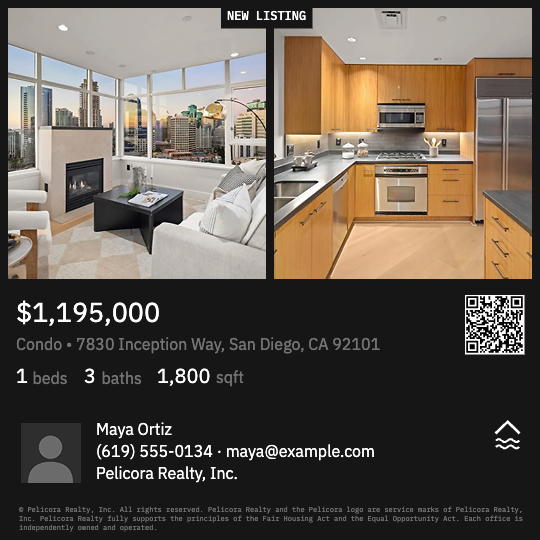 NEW LISTING
$1,195,000
Condo • 7830 Inception Way, San Diego, CA 92101
1 beds 3 baths 1,800 sqft
Maya Ortiz
(619) 555-0134 · maya@example.com
Pelicora Realty, Inc.
© Pelicora Realty, Inc. All rights reserved. Pelicora Realty and the Pelicora logo are service marks of Pelicora Realty,
Inc. Pelicora Realty fully supports the principles of the Fair Housing Act and the Equal Opportunity Act. Each office is
independently owned and operated.